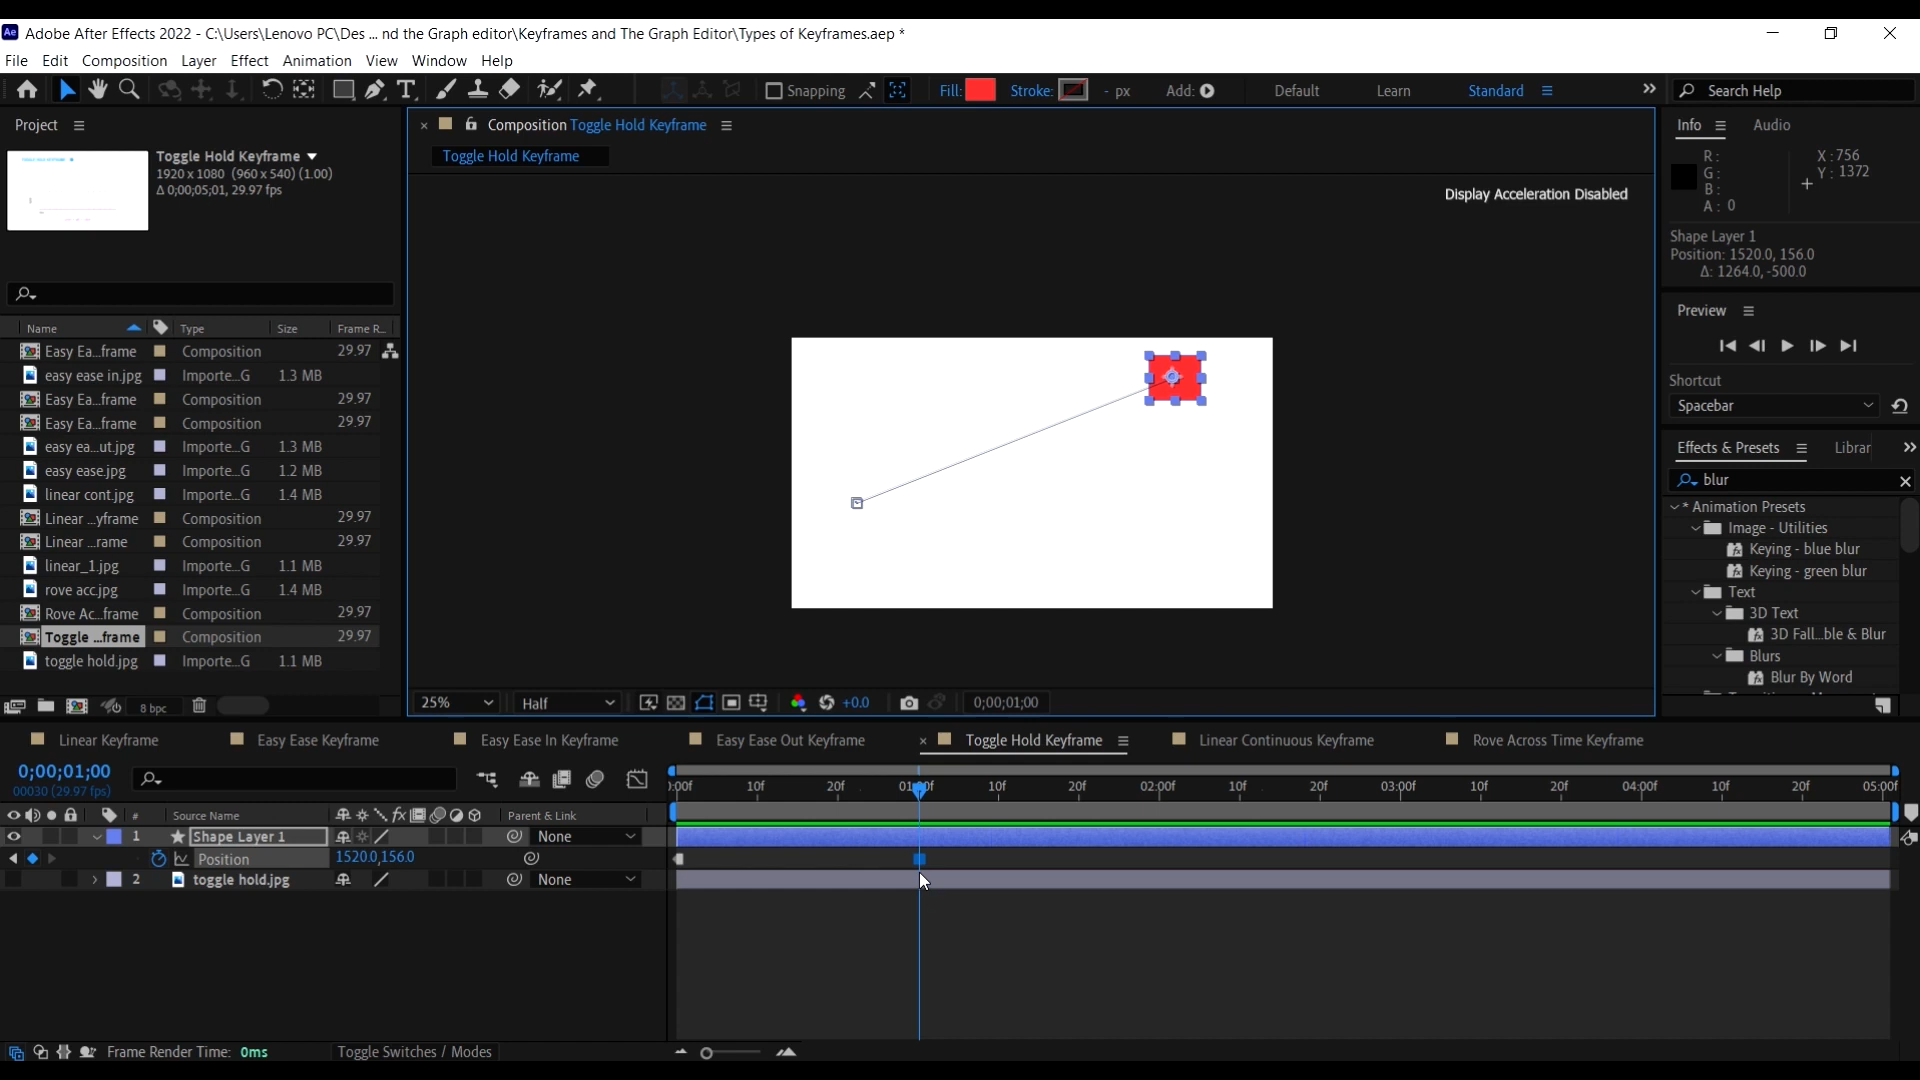 Adobe After Effects 2022 - C:\Users\Lenovo PC\Des ... nd the Graph editor\Keyframes and The Graph Editor\Types of Keyframes.aep *
File Edit Composition Layer Effect Animation View Window Help
Snapping Fill: Stroke: - px Add: Default Learn Standard Search Help
Project
Toggle Hold Keyframe
1920 x 1080 (960 x 540) (1.00)
Δ 0;00;05;01, 29.97 fps
Name Type Size Frame R...
Easy Ea...frame Composition 29.97
easy ease in.jpg Importe...G 1.3 MB
Easy Ea...frame Composition 29.97
Easy Ea...frame Composition 29.97
easy ea...ut.jpg Importe...G 1.3 MB
easy ease.jpg Importe...G 1.2 MB
linear cont.jpg Importe...G 1.4 MB
Linear ...yframe Composition 29.97
Linear ...rame Composition 29.97
linear_1.jpg Importe...G 1.1 MB
rove acc.jpg Importe...G 1.4 MB
Rove Ac...frame Composition 29.97
Toggle ...frame Composition 29.97
toggle hold.jpg Importe...G 1.1 MB
8 bpc
Composition Toggle Hold Keyframe
Toggle Hold Keyframe
Display Acceleration Disabled
25% Half +0.0 0;00;01;00
Info Audio
R: X: 756
G: Y: 1372
B:
A: 0
Shape Layer 1
Position: 1520.0, 156.0
Δ: 1264.0, -500.0
Preview
Shortcut
Spacebar
Effects & Presets Librar
blur
* Animation Presets
Image - Utilities
Keying - blue blur
Keying - green blur
Text
3D Text
3D Fall...ble & Blur
Blurs
Blur By Word
Linear Keyframe Easy Ease Keyframe Easy Ease In Keyframe Easy Ease Out Keyframe Toggle Hold Keyframe Linear Continuous Keyframe Rove Across Time Keyframe
0;00;01;00
00030 (29.97 fps)
):00f 10f 20f 01:00f 10f 20f 02:00f 10f 20f 03:00f 10f 20f 04:00f 10f 20f 05:00f
# Source Name Parent & Link
1 Shape Layer 1 None
Position 1520.0,156.0
2 toggle hold.jpg None
Frame Render Time: 0ms Toggle Switches / Modes